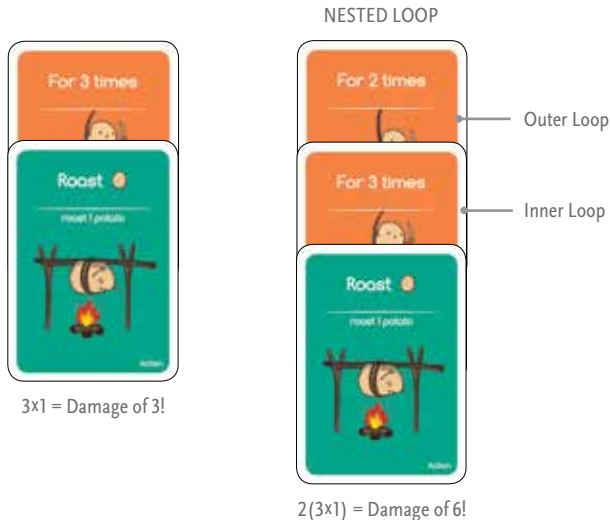 For 3 times
Roast
roast 1 potato
Action
3x1 = Damage of 3!
NESTED LOOP
For 2 times
Outer Loop
For 3 times
Inner Loop
Roast
roast 1 potato
Action
2(3x1) = Damage of 6!